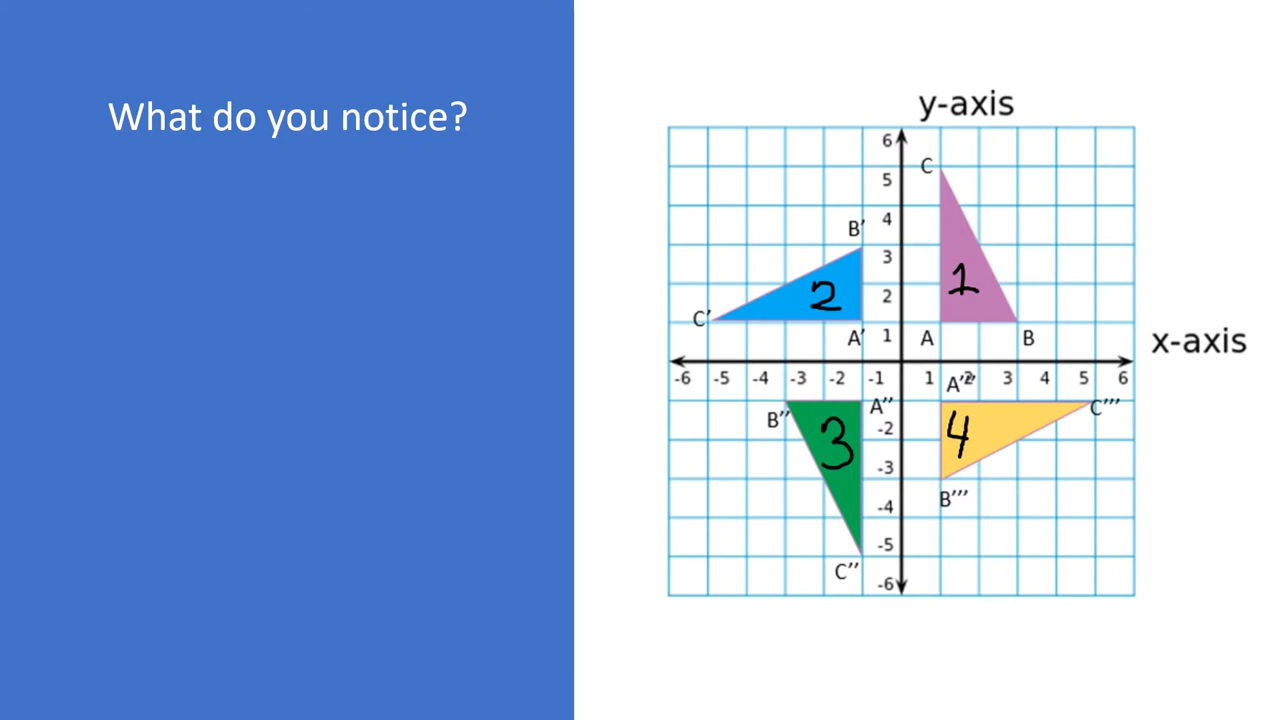 What do you notice?
y-axis
6
C
5
4
B’
3
1
2
2
C’
A’
1
A
B
x-axis
-6 -5 -4 -3 -2 -1 1 2 3 4 5 6
A’’’
B’’
A’’
C’’’
3
-2
4
-3
B’’’
-4
-5
C’’
-6